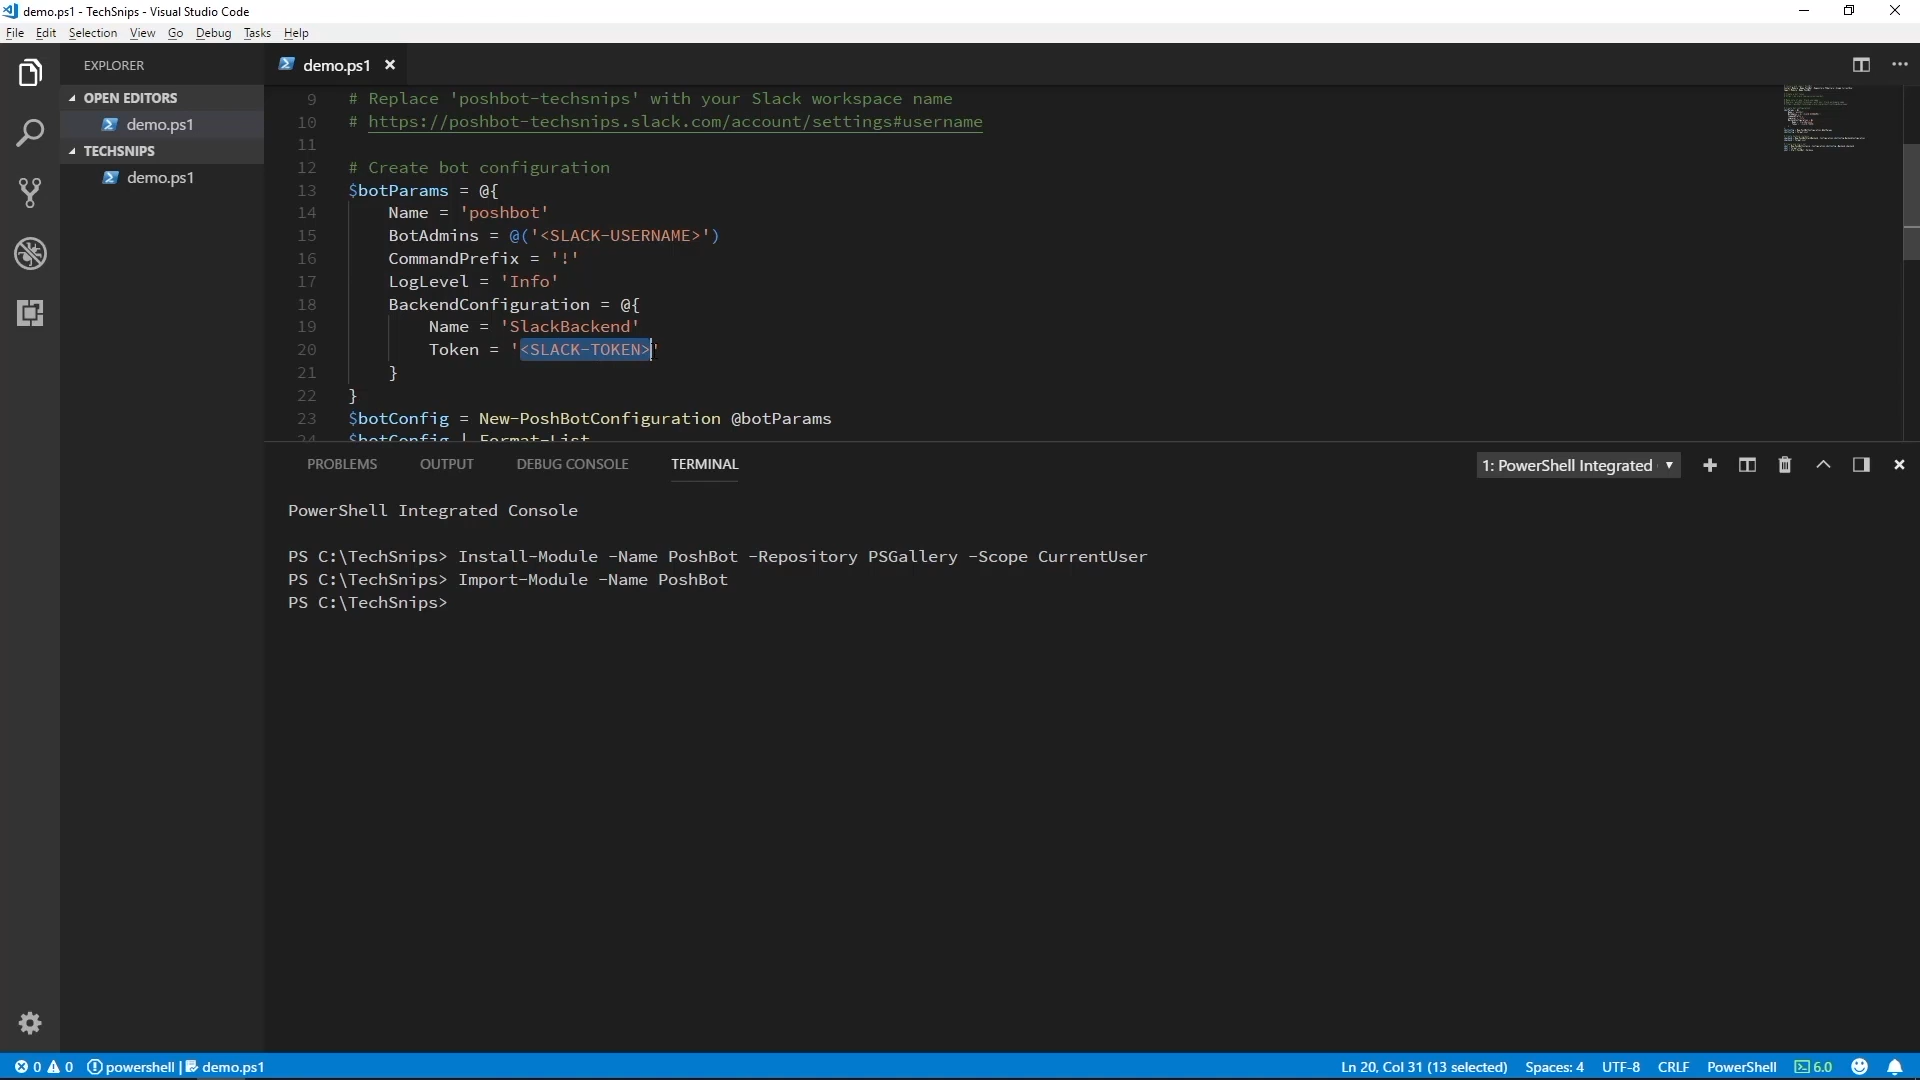 demo.ps1 - TechSnips - Visual Studio Code
File Edit Selection View Go Debug Tasks Help
EXPLORER
OPEN EDITORS
demo.ps1
TECHSNIPS
demo.ps1
demo.ps1
9 # Replace 'poshbot-techsnips' with your Slack workspace name
10 # https://poshbot-techsnips.slack.com/account/settings#username
11
12 # Create bot configuration
13 $botParams = @{
14 Name = 'poshbot'
15 BotAdmins = @('<SLACK-USERNAME>')
16 CommandPrefix = '!'
17 LogLevel = 'Info'
18 BackendConfiguration = @{
19 Name = 'SlackBackend'
20 Token = '<SLACK-TOKEN>'
21 }
22 }
23 $botConfig = New-PoshBotConfiguration @botParams
24 $botConfig | Format-List
PROBLEMS OUTPUT DEBUG CONSOLE TERMINAL 1: PowerShell Integrated
PowerShell Integrated Console
PS C:\TechSnips> Install-Module -Name PoshBot -Repository PSGallery -Scope CurrentUser
PS C:\TechSnips> Import-Module -Name PoshBot
PS C:\TechSnips>
0 0 powershell | demo.ps1 Ln 20, Col 31 (13 selected) Spaces: 4 UTF-8 CRLF PowerShell 6.0